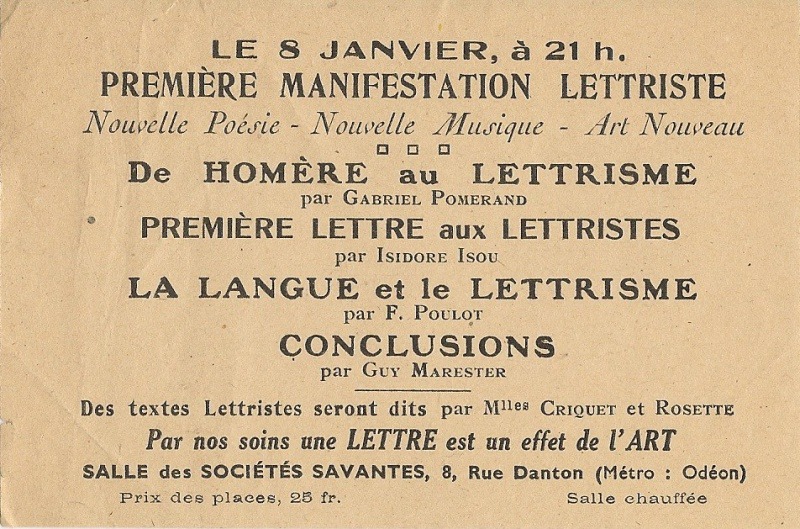 LE 8 JANVIER, à 21 h.
PREMIÈRE MANIFESTATION LETTRISTE
Nouvelle Poésie - Nouvelle Musique - Art Nouveau
De HOMÈRE au LETTRISME
par GABRIEL POMERAND
PREMIÈRE LETTRE aux LETTRISTES
par ISIDORE ISOU
LA LANGUE et le LETTRISME
par F. POULOT
CONCLUSIONS
par GUY MARESTER
Des textes Lettristes seront dits par Mlles CRIQUET et ROSETTE
Par nos soins une LETTRE est un effet de l'ART
SALLE des SOCIÉTÉS SAVANTES, 8, Rue Danton (Métro : Odéon)
Prix des places, 25 fr. Salle chauffée